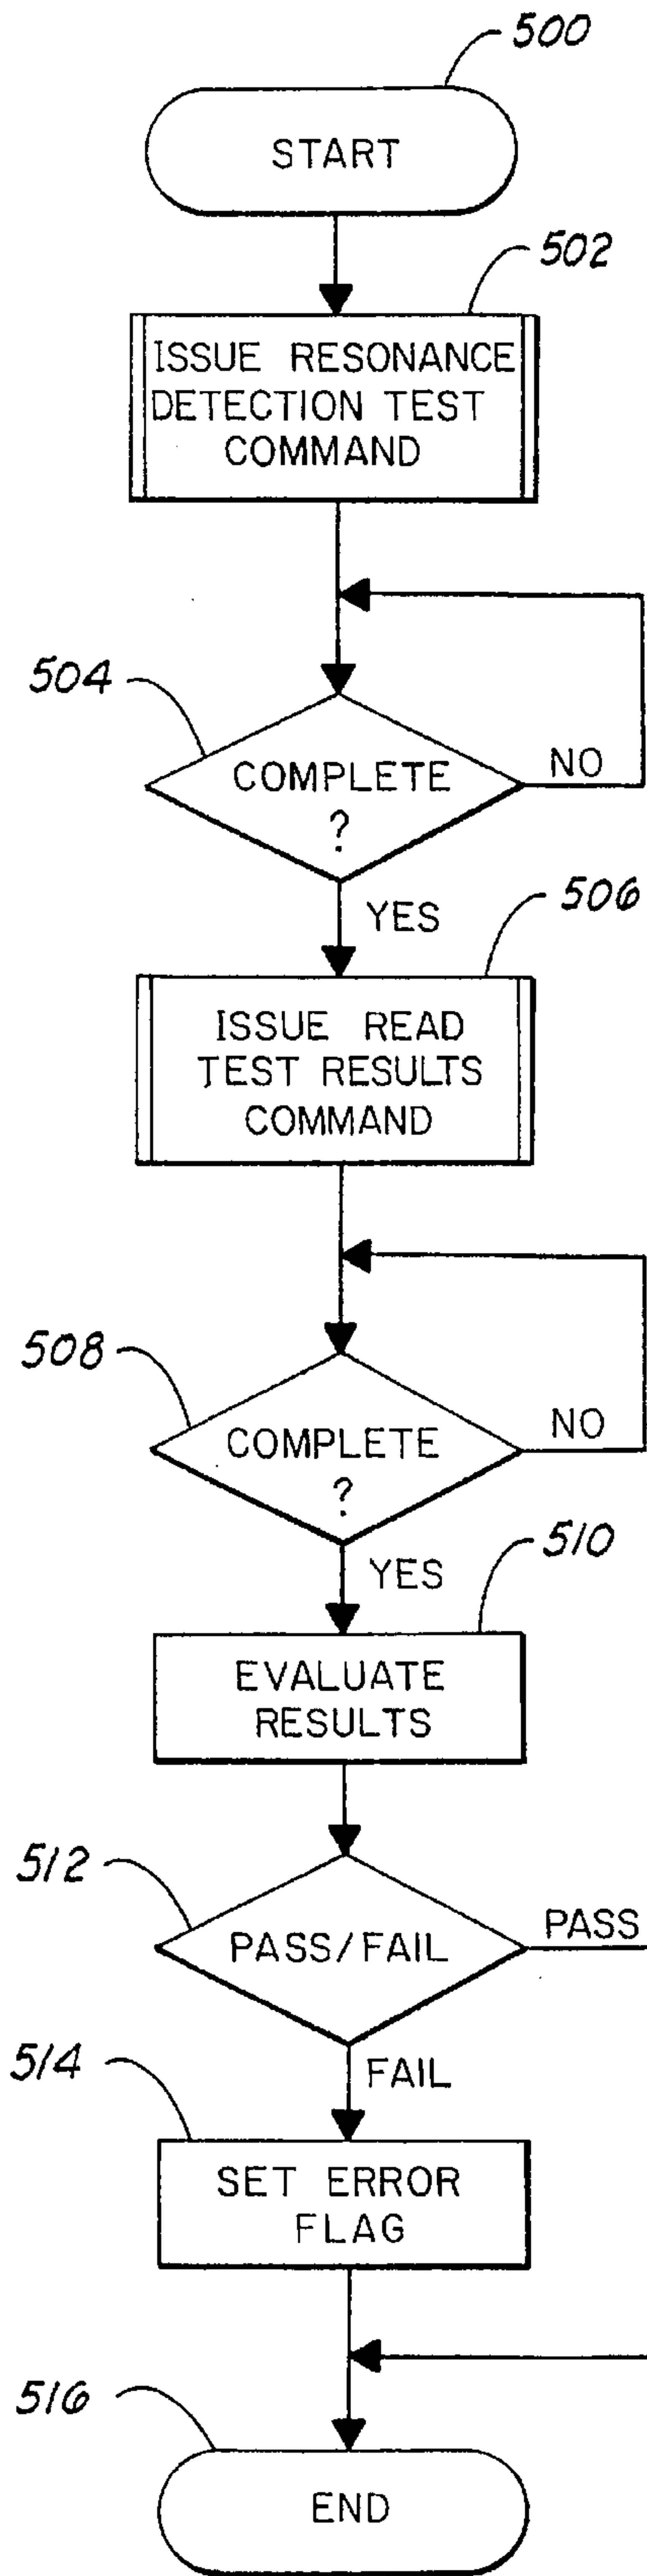 500
START
502
ISSUE RESONANCE
DETECTION TEST
COMMAND
504
COMPLETE
?
NO
YES
506
ISSUE READ
TEST RESULTS
COMMAND
508
COMPLETE
?
NO
YES
510
EVALUATE
RESULTS
512
PASS/FAIL
PASS
FAIL
514
SET ERROR
FLAG
516
END